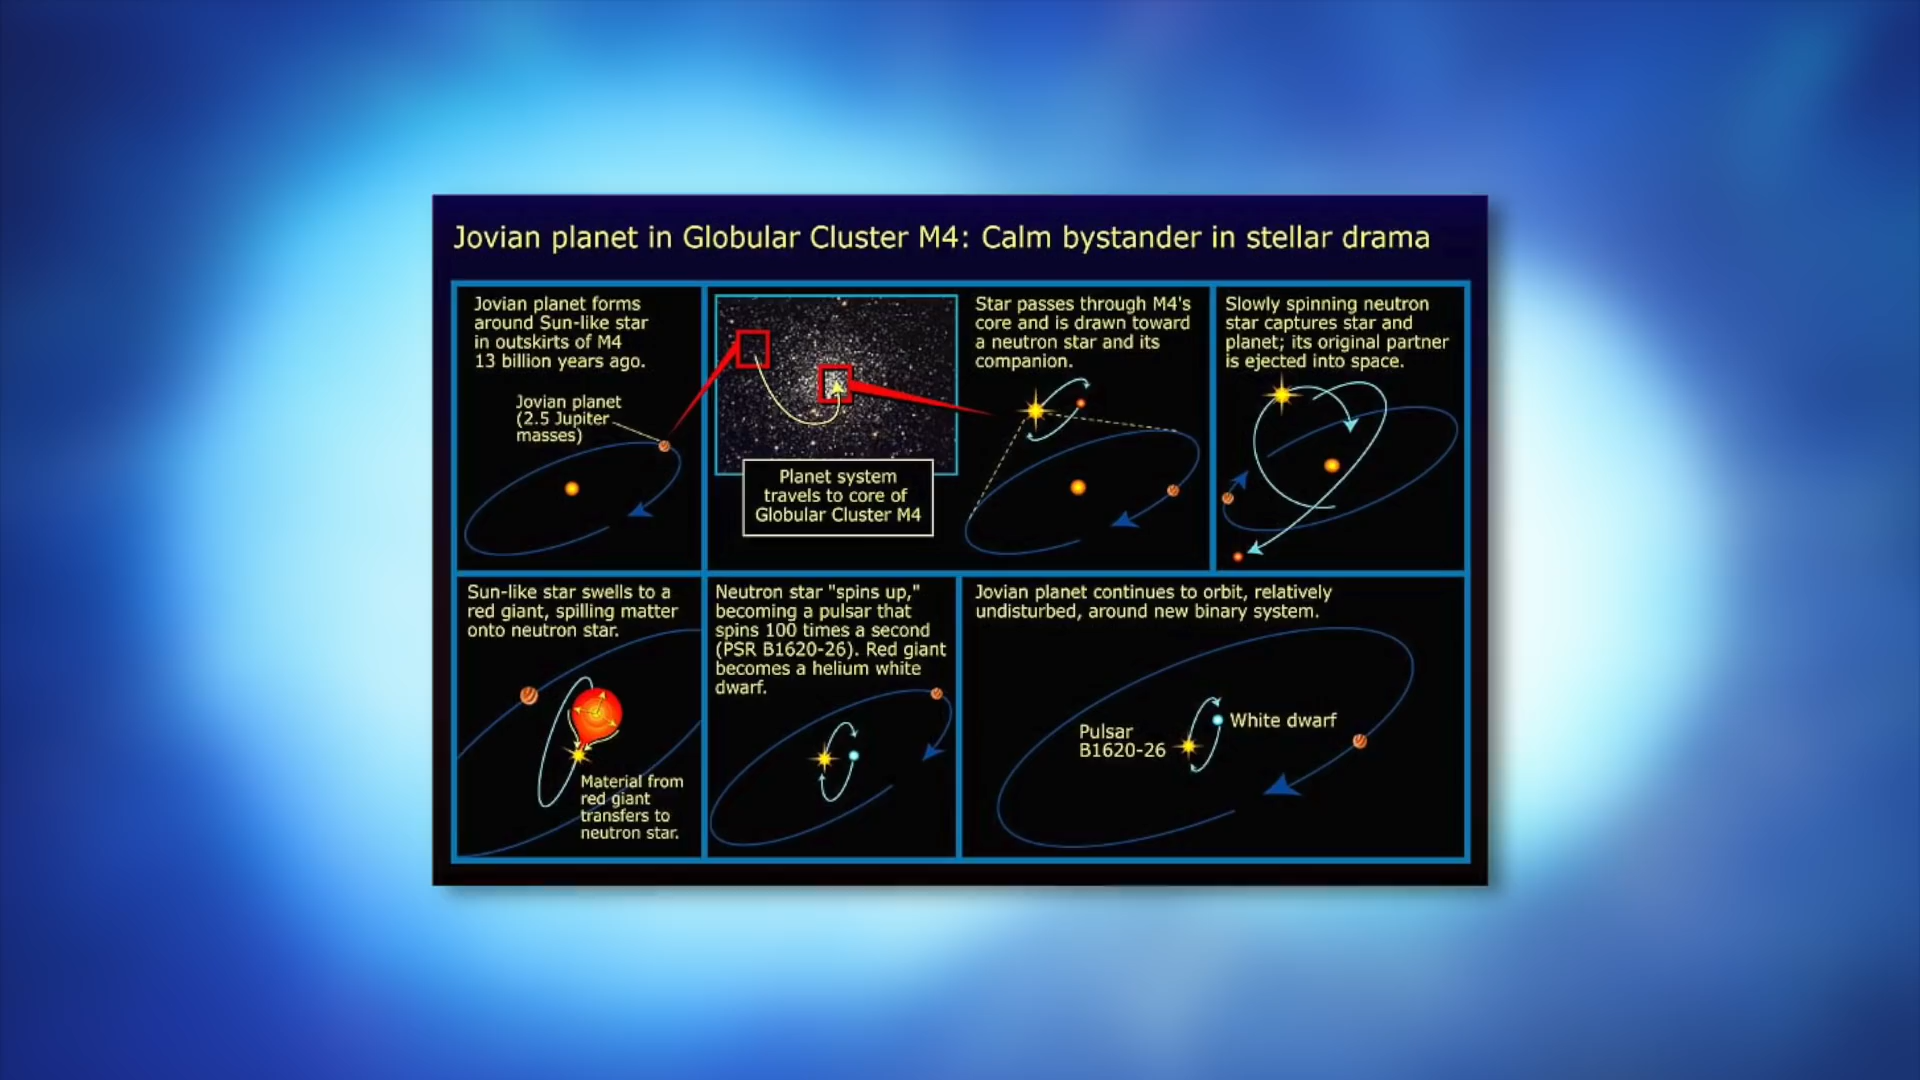 Jovian planet in Globular Cluster M4: Calm bystander in stellar drama
Jovian planet forms
around Sun-like star
in outskirts of M4
13 billion years ago.
Jovian planet
(2.5 Jupiter
masses)
Planet system
travels to core of
Globular Cluster M4
Star passes through M4's
core and is drawn toward
a neutron star and its
companion.
Slowly spinning neutron
star captures star and
planet; its original partner
is ejected into space.
Sun-like star swells to a
red giant, spilling matter
onto neutron star.
Material from
red giant
transfers to
neutron star.
Neutron star "spins up,"
becoming a pulsar that
spins 100 times a second
(PSR B1620-26). Red giant
becomes a helium white
dwarf.
Jovian planet continues to orbit, relatively
undisturbed, around new binary system.
Pulsar
B1620-26
White dwarf